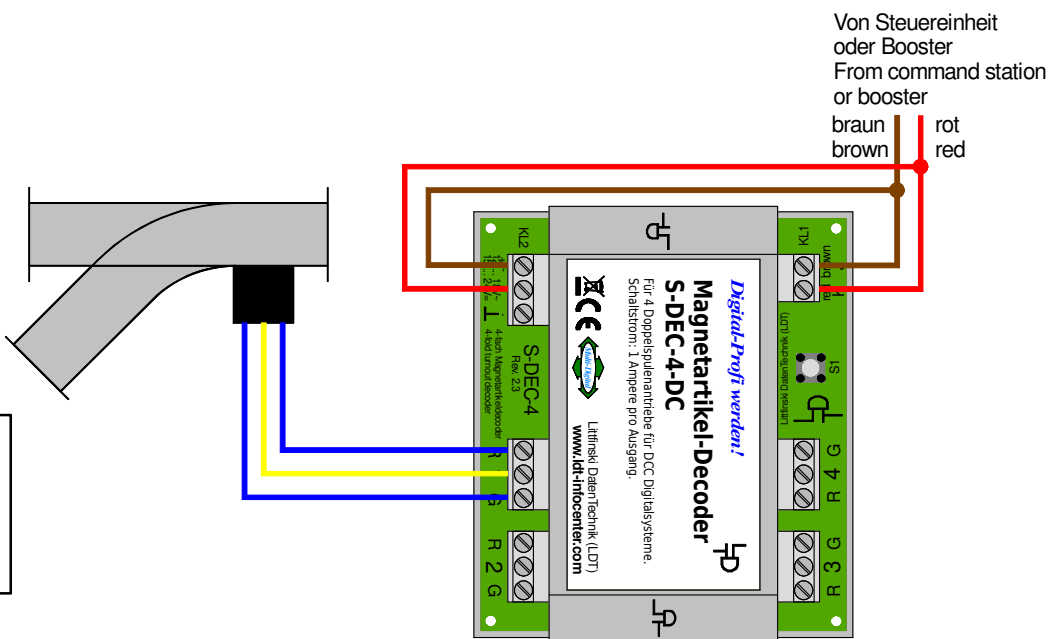 Von Steuereinheit
oder Booster
From command station
or booster
braun
rot
brown
red
KL2
KL1
Digital-Profi werden!
Magnetartikel-Decoder
S-DEC-4-DC
Für 4 Doppelspulenantriebe für DCC Digitalsysteme.
Schaltstrom: 1 Ampere pro Ausgang.
CE
Multi-Digital
Littfinski DatenTechnik (LDT)
www.ldt-infocenter.com
S-DEC-4
Rev. 2.3
4-fach Magnetartikeldecoder
4-fold turnout decoder
S1
Littfinski DatenTechnik (LDT)
R
G
R 2 G
R 4 G
R 3 G